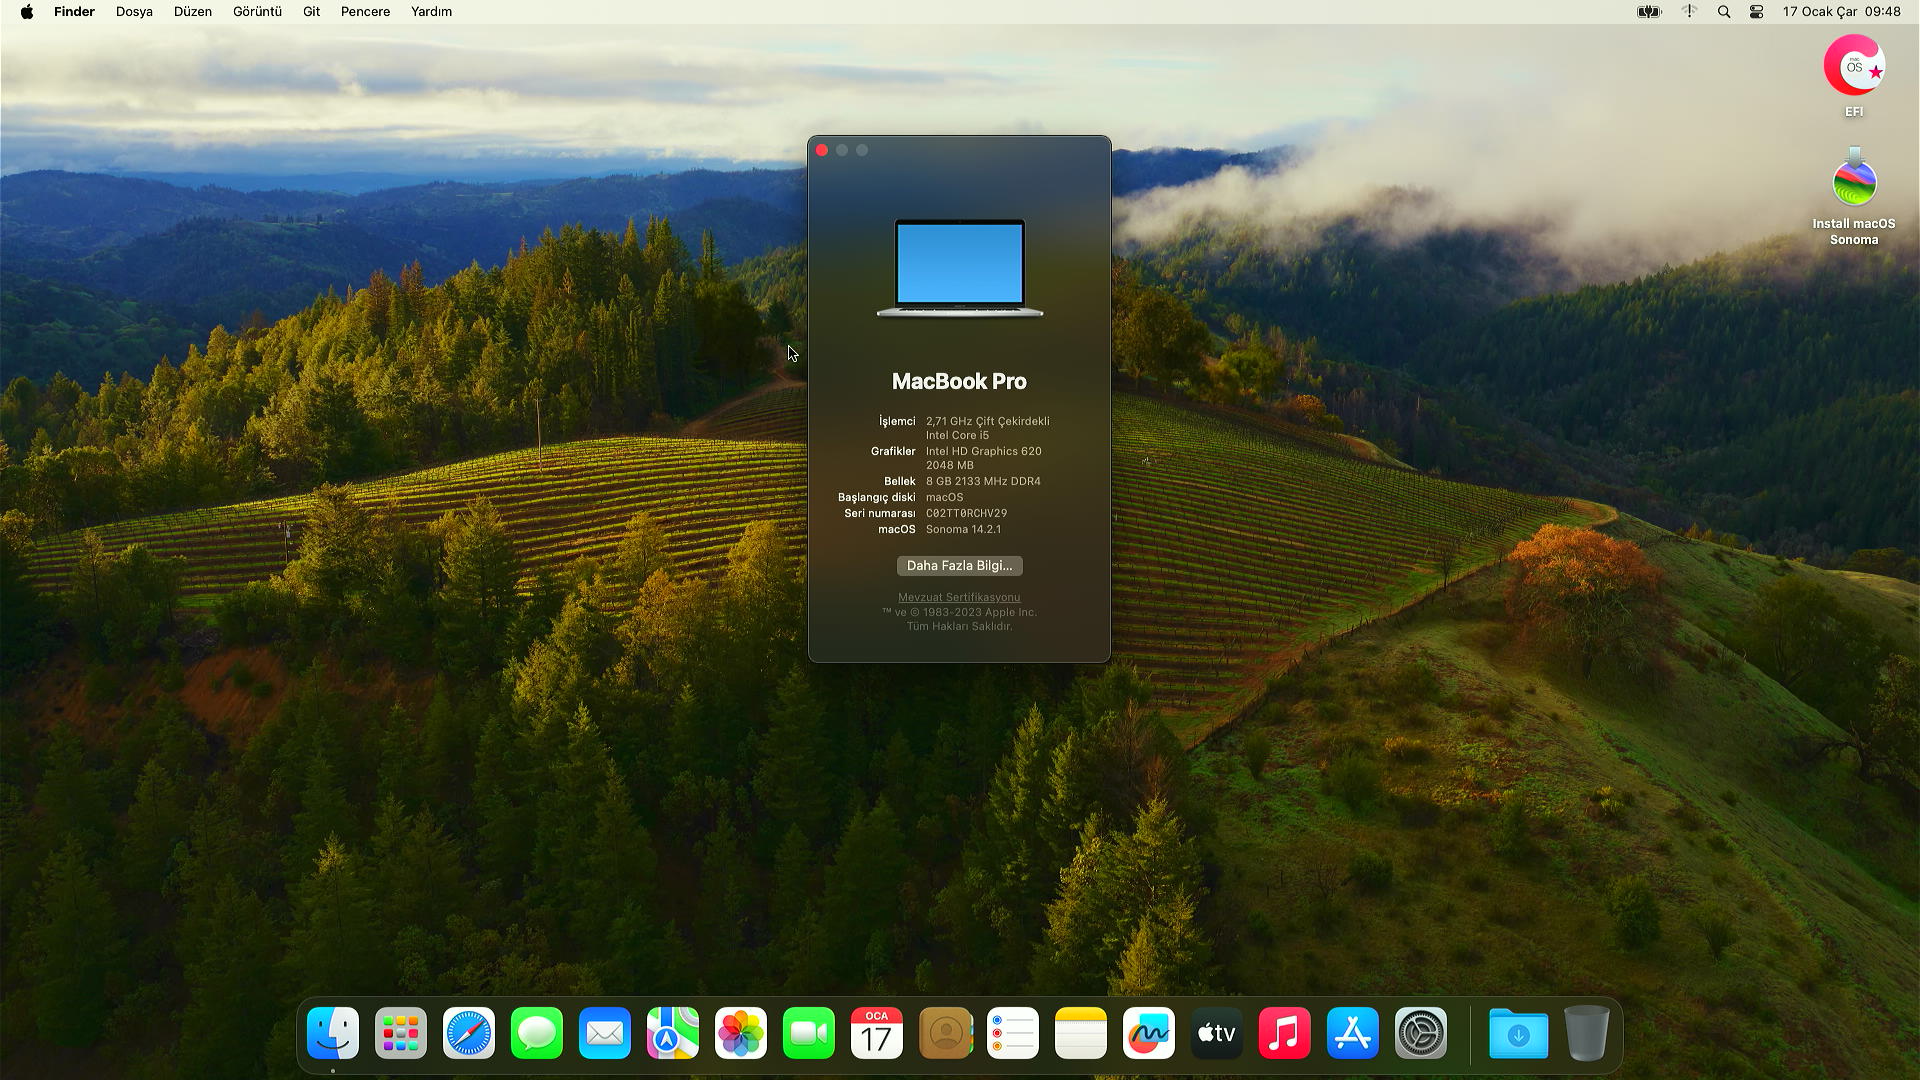 Finder Dosya Düzen Görüntü Git Pencere Yardım 17 Ocak Çar 09:48
mac
OS
EFI
Install macOS
Sonoma
MacBook Pro
İşlemci 2,71 GHz Çift Çekirdekli
Intel Core i5
Grafikler Intel HD Graphics 620
2048 MB
Bellek 8 GB 2133 MHz DDR4
Başlangıç diski macOS
Seri numarası C02TT0RCHV29
macOS Sonoma 14.2.1
Daha Fazla Bilgi...
Mevzuat Sertifikasyonu
™ ve © 1983-2023 Apple Inc.
Tüm Hakları Saklıdır.
OCA
17
tv